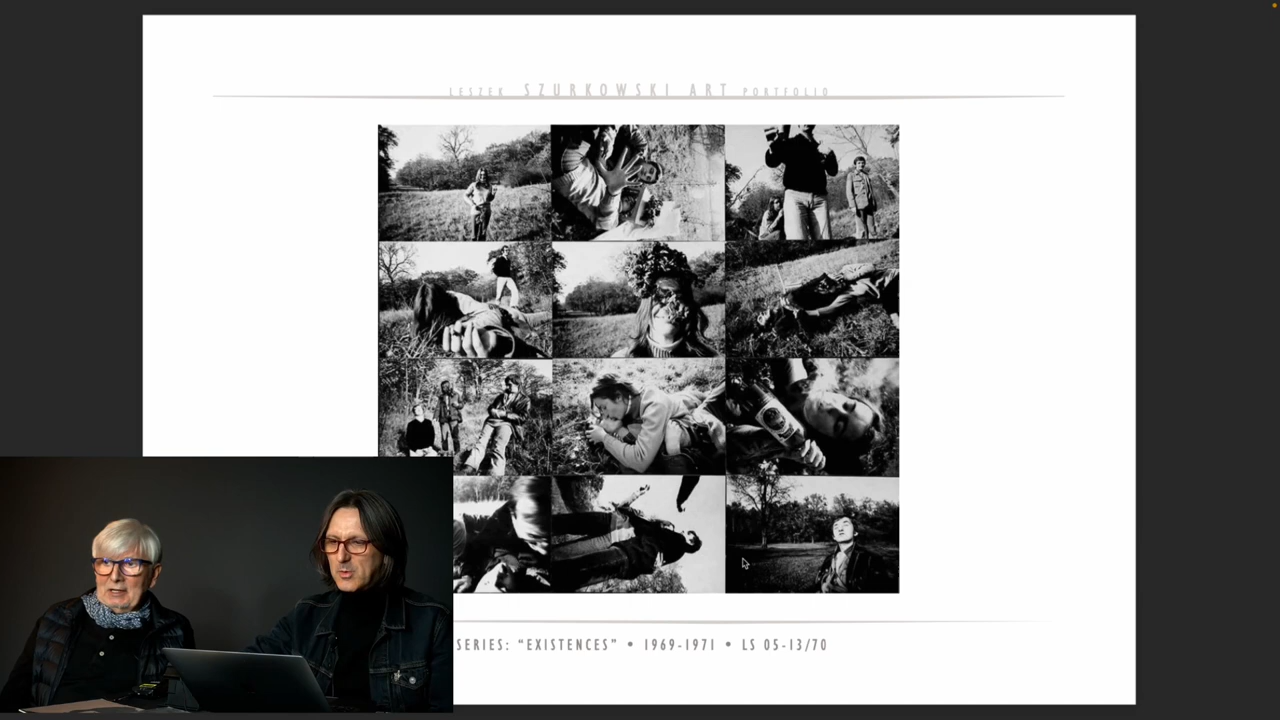 LESZEK SZURKOWSKI ART PORTFOLIO
SERIES: “EXISTENCES” • 1969-1971 • LS 05-13/70